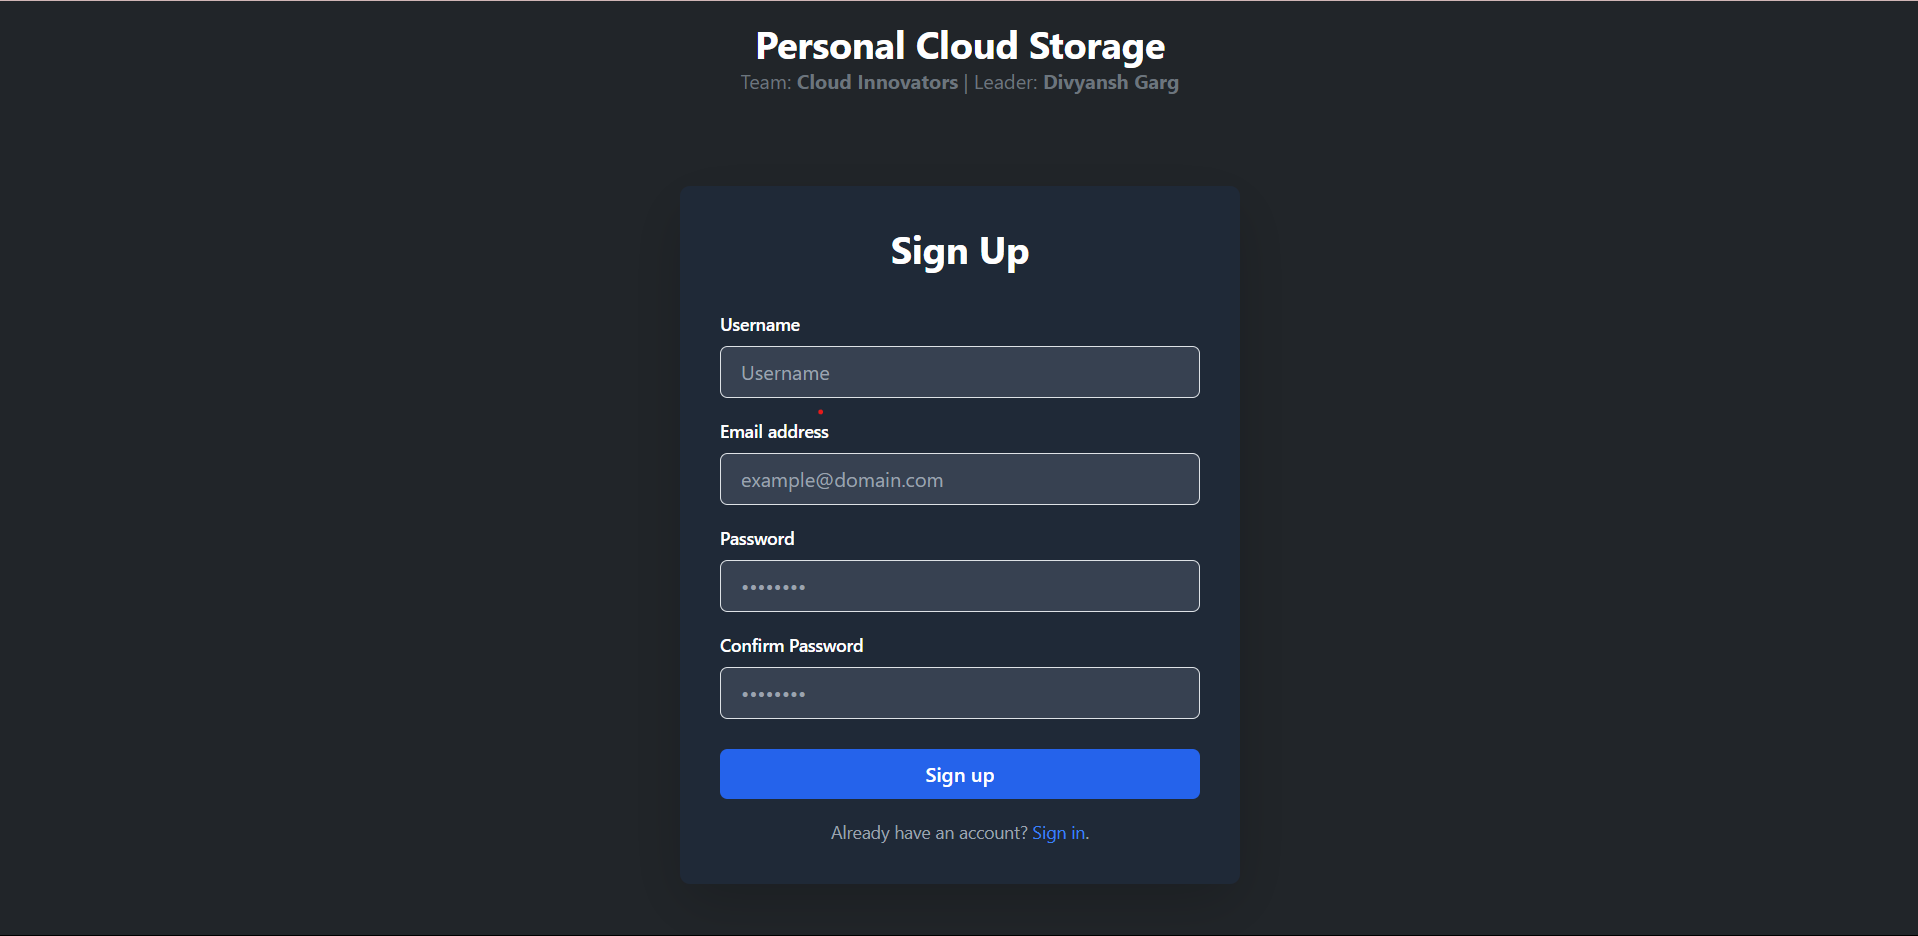 Personal Cloud Storage
Team: Cloud Innovators | Leader: Divyansh Garg
Sign Up
Username
Username
Email address
example@domain.com
Password
••••••••
Confirm Password
••••••••
Sign up
Already have an account? Sign in.